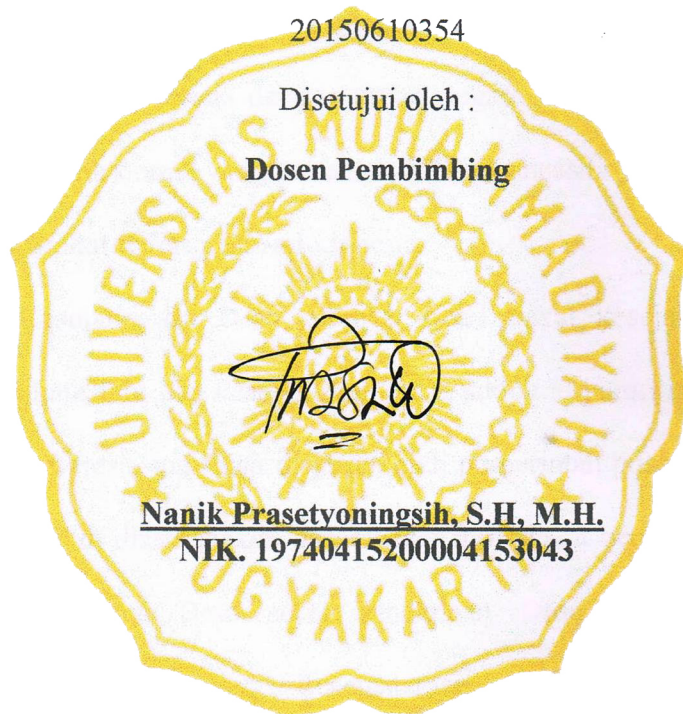 20150610354
Disetujui oleh :
UNIVERSITAS MUHAMMADIYAH
Dosen Pembimbing
Nanik Prasetyoningsih, S.H, M.H.
NIK. 19740415200004153043
YOGYAKARTA